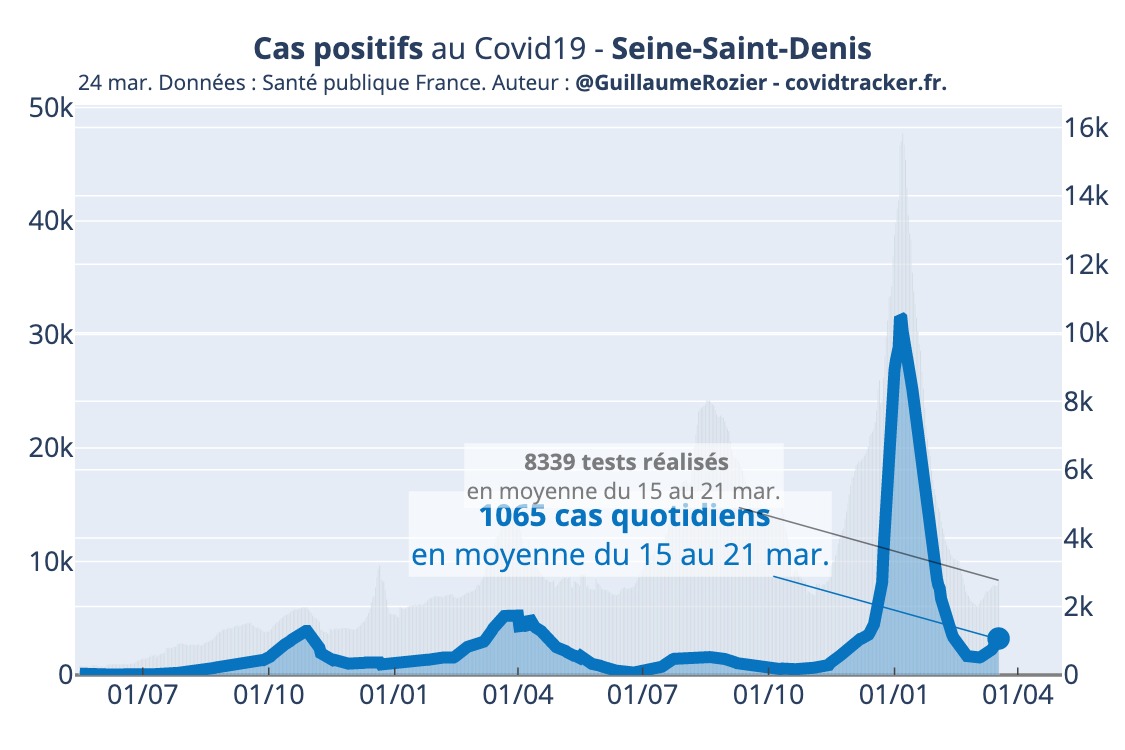 Cas positifs au Covid19 - Seine-Saint-Denis
24 mar. Données : Santé publique France. Auteur : @GuillaumeRozier - covidtracker.fr.
50k
40k
30k
20k
10k
0
16k
14k
12k
10k
8k
6k
4k
2k
0
8339 tests réalisés
en moyenne du 15 au 21 mar.
1065 cas quotidiens
en moyenne du 15 au 21 mar.
01/07 01/10 01/01 01/04 01/07 01/10 01/01 01/04